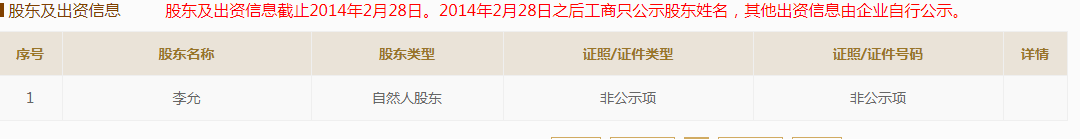 股东及出资信息 股东及出资信息截止2014年2月28日。2014年2月28日之后工商只公示股东姓名，其他出资信息由企业自行公示。
序号 股东名称 股东类型 证照/证件类型 证照/证件号码 详情
1 李允 自然人股东 非公示项 非公示项